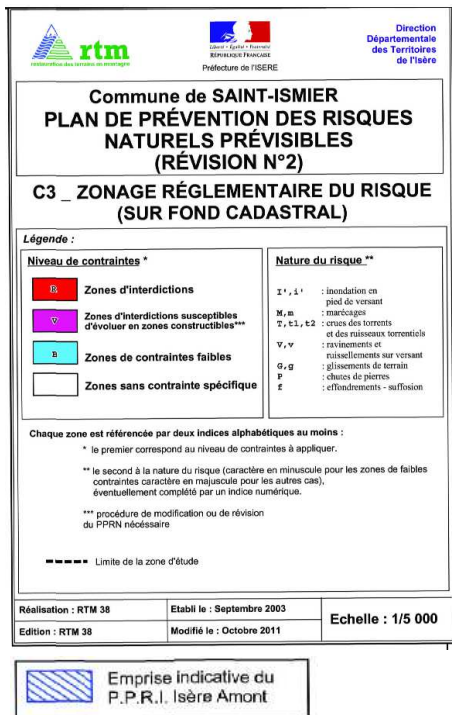 rtm
restauration des terrains en montagne
Liberté • Égalité • Fraternité
RÉPUBLIQUE FRANÇAISE
Préfecture de l'ISERE
Direction
Départementale
des Territoires
de l'Isère
Commune de SAINT-ISMIER
PLAN DE PRÉVENTION DES RISQUES
NATURELS PRÉVISIBLES
(RÉVISION N°2)
C3 _ ZONAGE RÉGLEMENTAIRE DU RISQUE
(SUR FOND CADASTRAL)
Légende :
Niveau de contraintes *
R Zones d'interdictions
V Zones d'interdictions susceptibles
d'évoluer en zones constructibles***
B Zones de contraintes faibles
Zones sans contrainte spécifique
Nature du risque **
I',i' : inondation en
pied de versant
M,m : marécages
T,t1,t2 : crues des torrents
et des ruisseaux torrentiels
V,v : ravinements et
ruissellements sur versant
G,g : glissements de terrain
P : chutes de pierres
f : effondrements - suffosion
Chaque zone est référencée par deux indices alphabétiques au moins :
* le premier correspond au niveau de contraintes à appliquer.
** le second à la nature du risque (caractère en minuscule pour les zones de faibles
contraintes caractère en majuscule pour les autres cas),
éventuellement complété par un indice numérique.
*** procédure de modification ou de révision
du PPRN nécéssaire
Limite de la zone d'étude
Réalisation : RTM 38
Etabli le : Septembre 2003
Echelle : 1/5 000
Edition : RTM 38
Modifié le : Octobre 2011
Emprise indicative du
P.P.R.I. Isère Amont